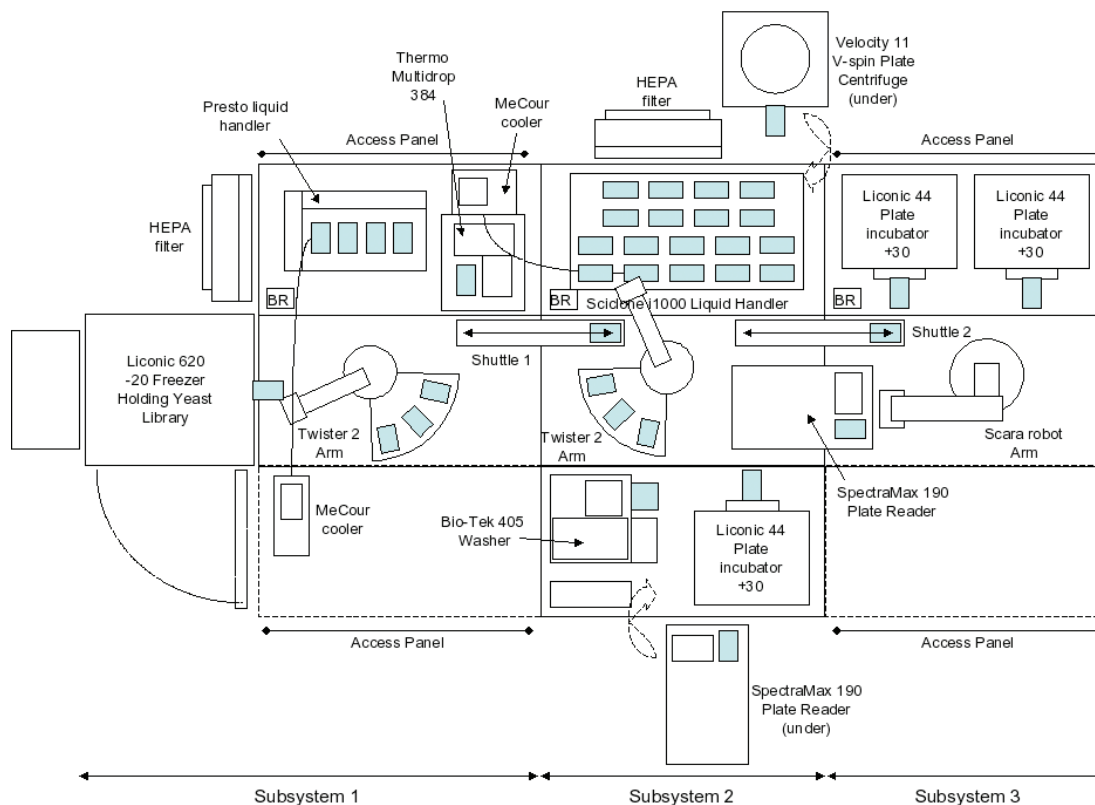 Thermo
Multidrop
384
Velocity 11
V-spin Plate
Centrifuge
(under)
HEPA
filter
Presto liquid
handler
MeCour
cooler
Access Panel
Access Panel
HEPA
filter
Liconic 44
Plate
incubator
+30
Liconic 44
Plate
incubator
+30
BR
BR
Sciclone i1000 Liquid Handler
BR
Liconic 620
-20 Freezer
Holding Yeast
Library
Shuttle 1
Shuttle 2
Twister 2
Arm
Twister 2
Arm
Scara robot
Arm
MeCour
cooler
Bio-Tek 405
Washer
Liconic 44
Plate
incubator
+30
SpectraMax 190
Plate Reader
Access Panel
Access Panel
SpectraMax 190
Plate Reader
(under)
Subsystem 1
Subsystem 2
Subsystem 3